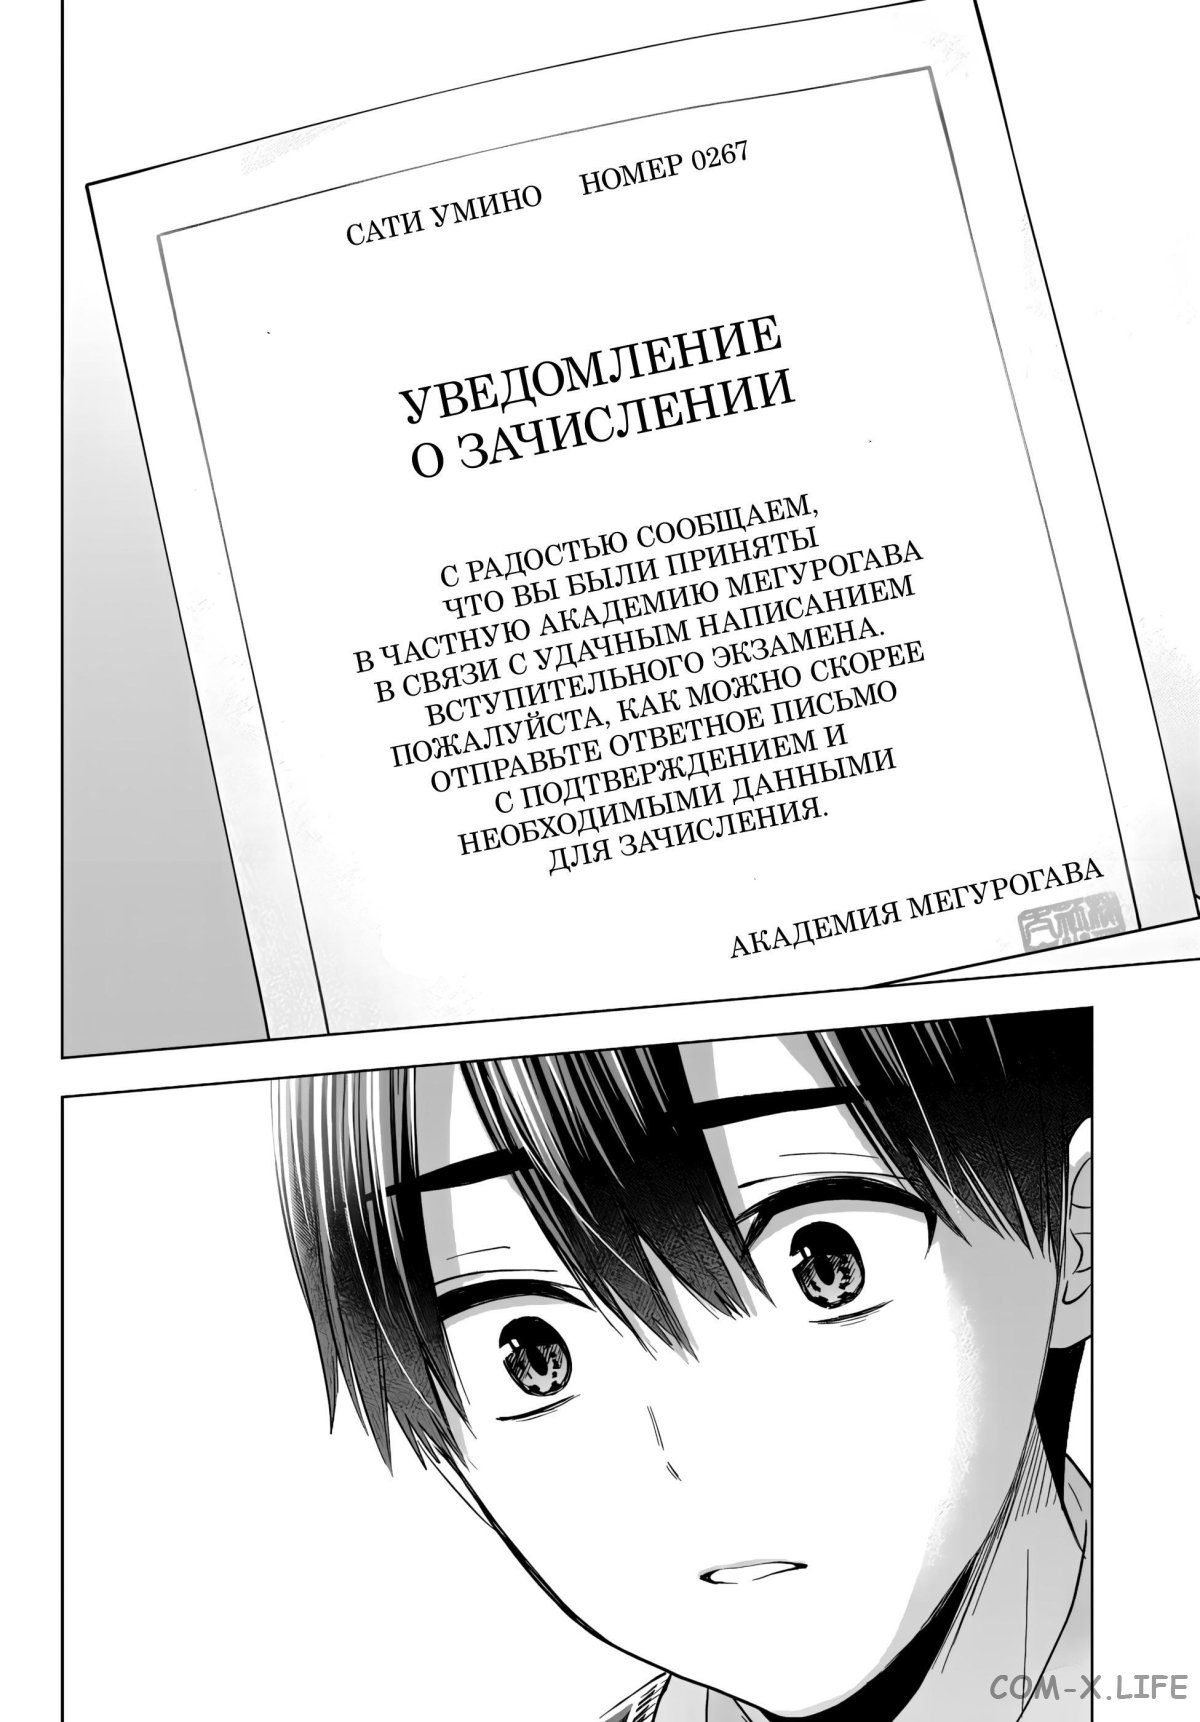 САТИ УМИНО НОМЕР 0267
УВЕДОМЛЕНИЕ
О ЗАЧИСЛЕНИИ
С РАДОСТЬЮ СООБЩАЕМ,
ЧТО ВЫ БЫЛИ ПРИНЯТЫ
В ЧАСТНУЮ АКАДЕМИЮ МЕГУРОГАВА
В СВЯЗИ С УДАЧНЫМ НАПИСАНИЕМ
ВСТУПИТЕЛЬНОГО ЭКЗАМЕНА.
ПОЖАЛУЙСТА, КАК МОЖНО СКОРЕЕ
ОТПРАВЬТЕ ОТВЕТНОЕ ПИСЬМО
С ПОДТВЕРЖДЕНИЕМ И
НЕОБХОДИМЫМИ ДАННЫМИ
ДЛЯ ЗАЧИСЛЕНИЯ.
АКАДЕМИЯ МЕГУРОГАВА
COM-X.LIFE